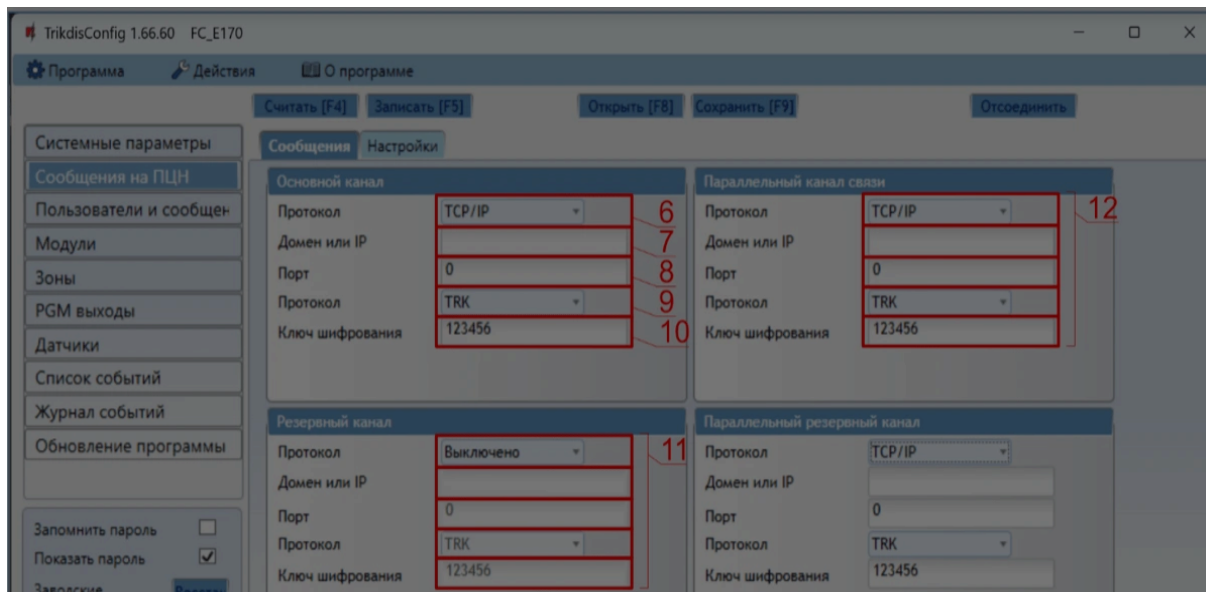 TrikdisConfig 1.66.60 FC_E170
Программа Действия О программе
Считать [F4] Записать [F5] Открыть [F8] Сохранить [F9] Отсоединить
Системные параметры
Сообщения на ПЦН
Пользователи и сообщен
Модули
Зоны
PGM выходы
Датчики
Список событий
Журнал событий
Обновление программы
Запомнить пароль
Показать пароль
Заводские
Сообщения Настройки
Основной канал
Протокол TCP/IP 6
Домен или IP 7
Порт 0 8
Протокол TRK 9
Ключ шифрования 123456 10
Параллельный канал связи
12
Протокол TCP/IP
Домен или IP
Порт 0
Протокол TRK
Ключ шифрования 123456
Резервный канал
Протокол Выключено 11
Домен или IP
Порт 0
Протокол TRK
Ключ шифрования 123456
Параллельный резервный канал
Протокол TCP/IP
Домен или IP
Порт 0
Протокол TRK
Ключ шифрования 123456